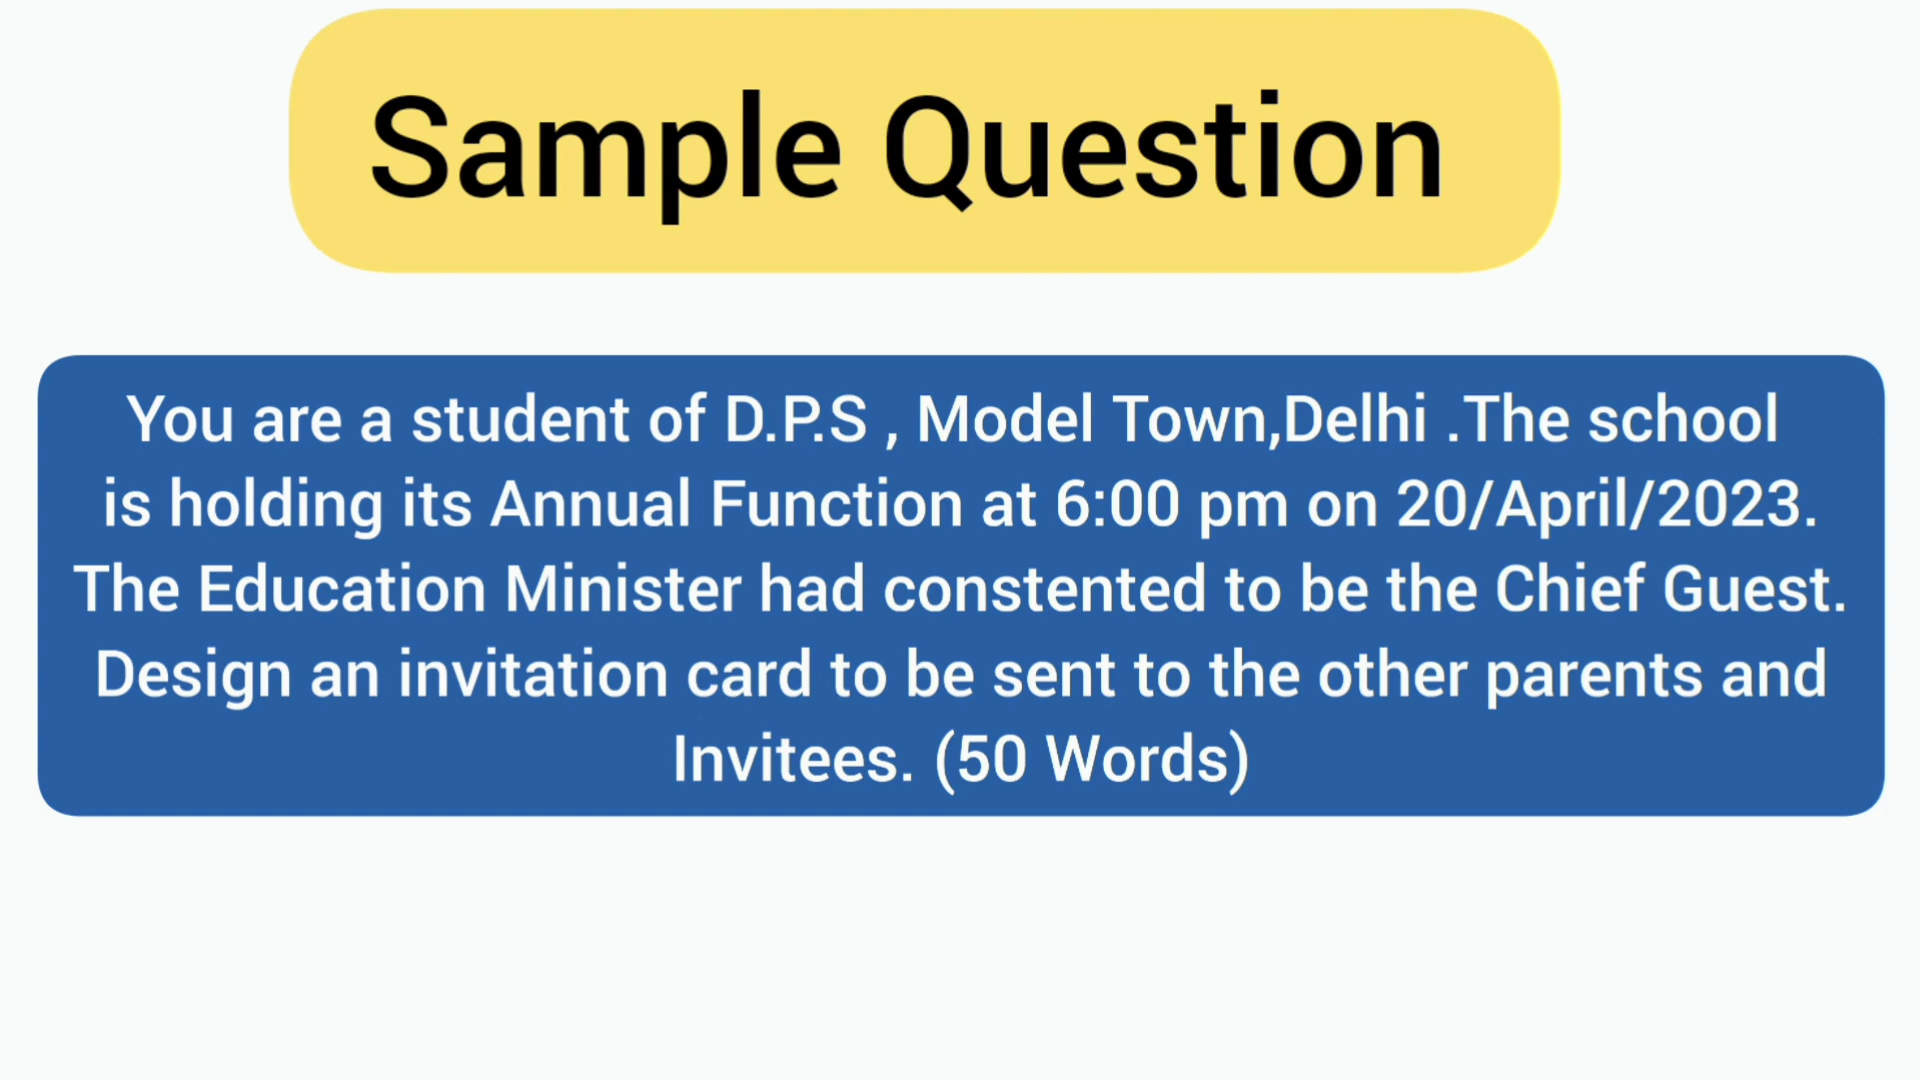 Sample Question
You are a student of D.P.S , Model Town,Delhi .The school
is holding its Annual Function at 6:00 pm on 20/April/2023.
The Education Minister had constented to be the Chief Guest.
Design an invitation card to be sent to the other parents and
Invitees. (50 Words)